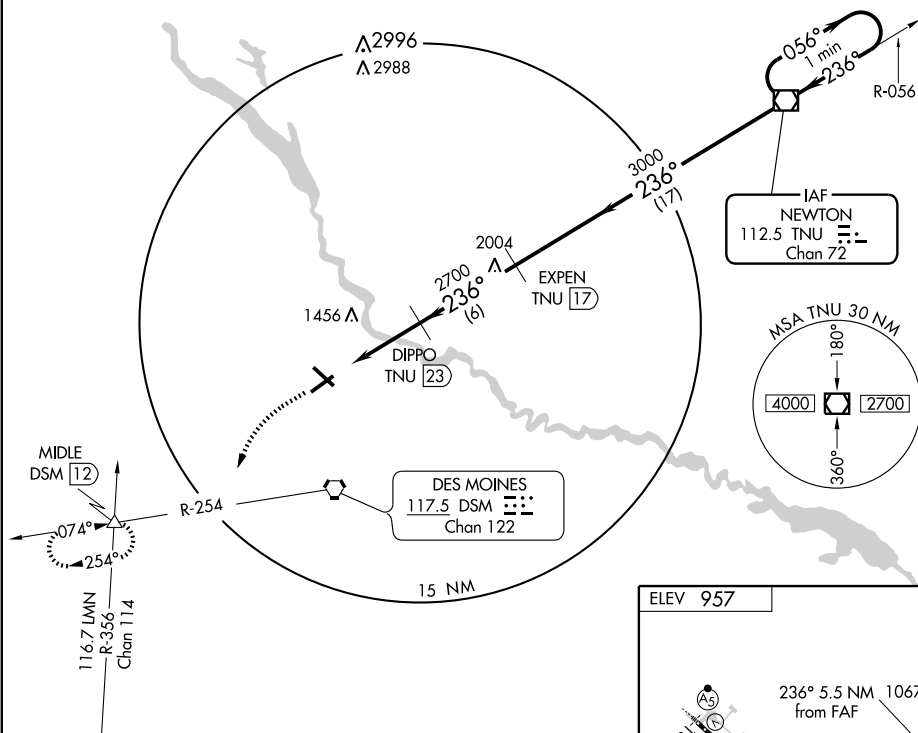 2996
2988
056°
1 min
236°
R-056
3000
236°
(17)
IAF
NEWTON
112.5 TNU
Chan 72
2004
2700
236°
(6)
EXPEN
TNU 17
1456
DIPPO
TNU 23
MSA TNU 30 NM
180°
4000
2700
360°
MIDLE
DSM 12
R-254
074°
254°
DES MOINES
117.5 DSM
Chan 122
15 NM
116.7 LMN
R-356
Chan 114
ELEV 957
A5
236° 5.5 NM
from FAF
1067